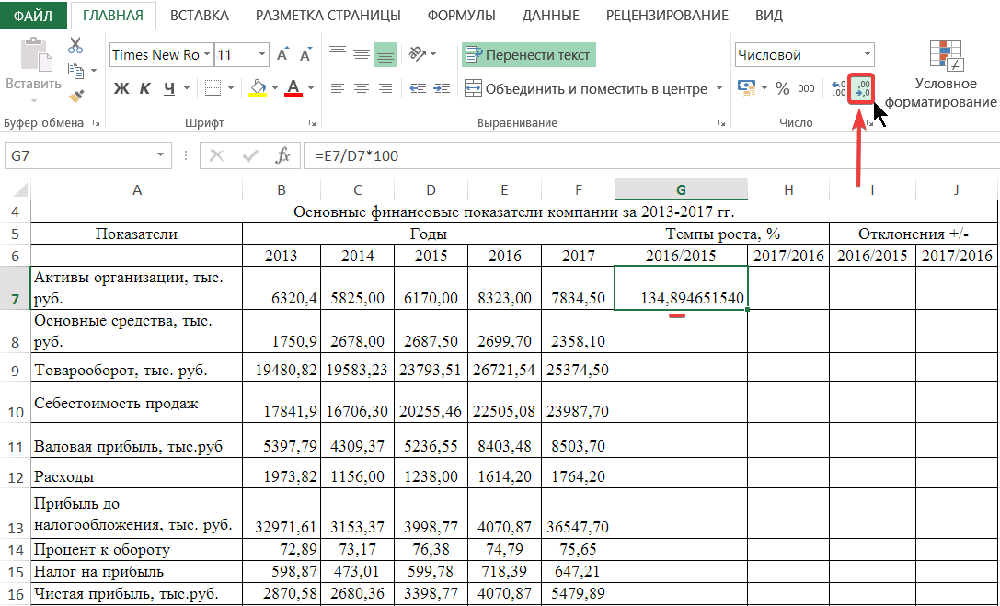 ФАЙЛ ГЛАВНАЯ ВСТАВКА РАЗМЕТКА СТРАНИЦЫ ФОРМУЛЫ ДАННЫЕ РЕЦЕНЗИРОВАНИЕ ВИД
Times New Ro 11 Перенести текст Числовой
Вставить Ж К Ч А Объединить и поместить в центре % 000 ←,0 ,00 ,00 →,0 Условное форматирование
Буфер обмена Шрифт Выравнивание Число
G7 fx =E7/D7*100
A B C D E F G H I J
4 Основные финансовые показатели компании за 2013-2017 гг.
5 Показатели Годы Темпы роста, % Отклонения +/-
6 2013 2014 2015 2016 2017 2016/2015 2017/2016 2016/2015 2017/2016
Активы организации, тыс.
7 руб. 6320,4 5825,00 6170,00 8323,00 7834,50 134,894651540
Основные средства, тыс.
8 руб. 1750,9 2678,00 2687,50 2699,70 2358,10
9 Товарооборот, тыс. руб. 19480,82 19583,23 23793,51 26721,54 25374,50
10 Себестоимость продаж 17841,9 16706,30 20255,46 22505,08 23987,70
11 Валовая прибыль, тыс.руб 5397,79 4309,37 5236,55 8403,48 8503,70
12 Расходы 1973,82 1156,00 1238,00 1614,20 1764,20
Прибыль до
13 налогообложения, тыс. руб. 32971,61 3153,37 3998,77 4070,87 36547,70
14 Процент к обороту 72,89 73,17 76,38 74,79 75,65
15 Налог на прибыль 598,87 473,01 599,78 718,39 647,21
16 Чистая прибыль, тыс.руб. 2870,58 2680,36 3398,77 4070,87 5479,89